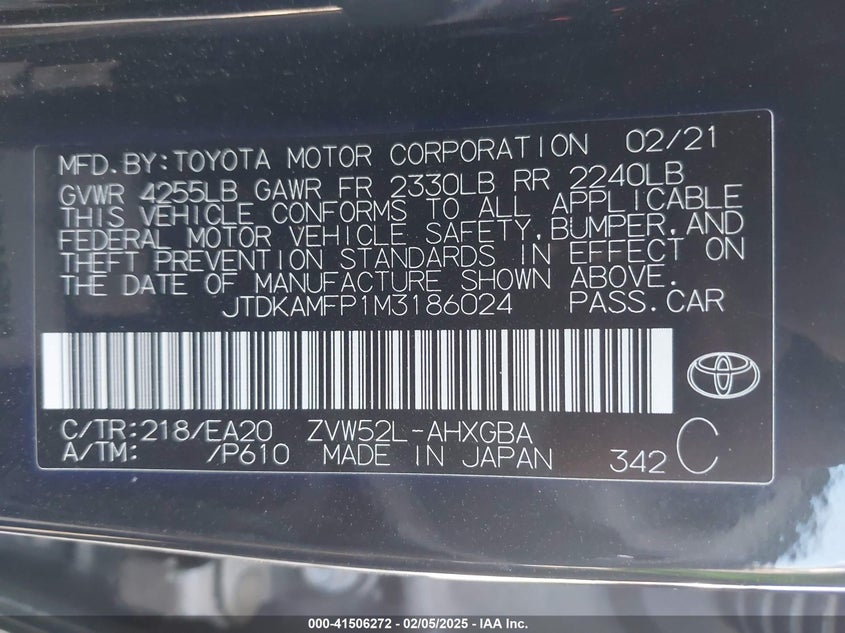 MFD.BY:TOYOTA MOTOR CORPORATION 02/21
GVWR 4255LB GAWR FR 2330LB RR 2240LB
THIS VEHICLE CONFORMS TO ALL APPLICABLE
FEDERAL MOTOR VEHICLE SAFETY,BUMPER,AND
THEFT PREVENTION STANDARDS IN EFFECT ON
THE DATE OF MANUFACTURE SHOWN ABOVE.
JTDKAMFP1M3186024 PASS.CAR
C/TR:218/EA20 ZVW52L-AHXGBA
A/TM: /P610 MADE IN JAPAN 342 C
000-41506272 - 02/05/2025 - IAA Inc.